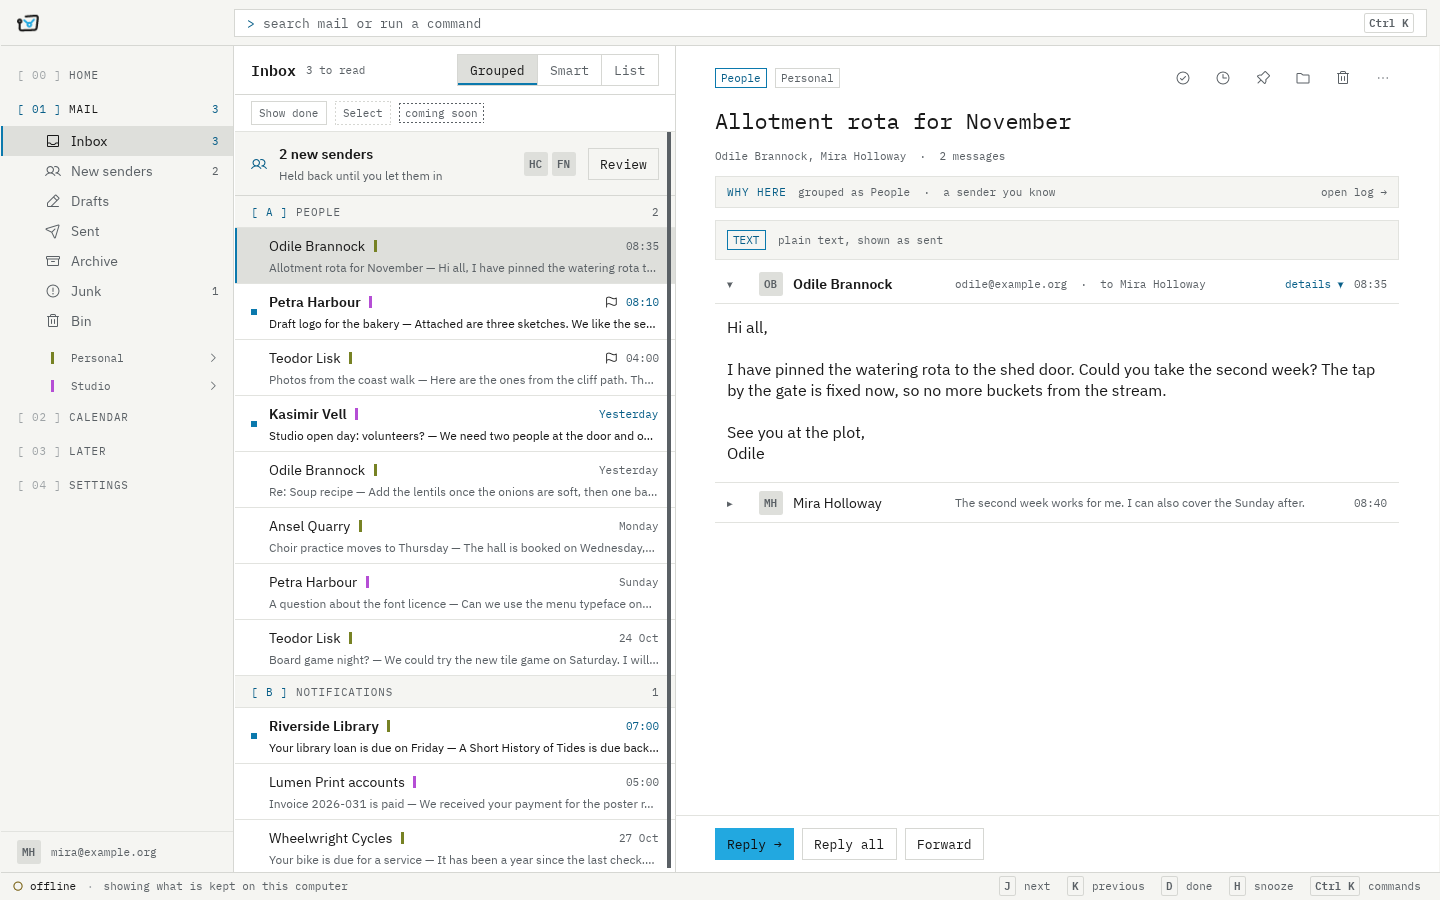 > search mail or run a command Ctrl K
[ 00 ] HOME
[ 01 ] MAIL 3
Inbox 3
New senders 2
Drafts
Sent
Archive
Junk 1
Bin
Personal
Studio
[ 02 ] CALENDAR
[ 03 ] LATER
[ 04 ] SETTINGS
MH mira@example.org
Inbox 3 to read Grouped Smart List
Show done Select coming soon
2 new senders
Held back until you let them in
HC FN Review
[ A ] PEOPLE 2
Odile Brannock 08:35
Allotment rota for November — Hi all, I have pinned the watering rota t...
Petra Harbour 08:10
Draft logo for the bakery — Attached are three sketches. We like the se...
Teodor Lisk 04:00
Photos from the coast walk — Here are the ones from the cliff path. Th...
Kasimir Vell Yesterday
Studio open day: volunteers? — We need two people at the door and o...
Odile Brannock Yesterday
Re: Soup recipe — Add the lentils once the onions are soft, then one ba...
Ansel Quarry Monday
Choir practice moves to Thursday — The hall is booked on Wednesday,...
Petra Harbour Sunday
A question about the font licence — Can we use the menu typeface on...
Teodor Lisk 24 Oct
Board game night? — We could try the new tile game on Saturday. I will...
[ B ] NOTIFICATIONS 1
Riverside Library 07:00
Your library loan is due on Friday — A Short History of Tides is due back...
Lumen Print accounts 05:00
Invoice 2026-031 is paid — We received your payment for the poster r...
Wheelwright Cycles 27 Oct
Your bike is due for a service — It has been a year since the last check....
People Personal
Allotment rota for November
Odile Brannock, Mira Holloway · 2 messages
WHY HERE grouped as People · a sender you know open log →
TEXT plain text, shown as sent
▾ OB Odile Brannock odile@example.org · to Mira Holloway details ▾ 08:35
Hi all,
I have pinned the watering rota to the shed door. Could you take the second week? The tap
by the gate is fixed now, so no more buckets from the stream.
See you at the plot,
Odile
▸ MH Mira Holloway The second week works for me. I can also cover the Sunday after. 08:40
Reply → Reply all Forward
offline · showing what is kept on this computer
J next K previous D done H snooze Ctrl K commands